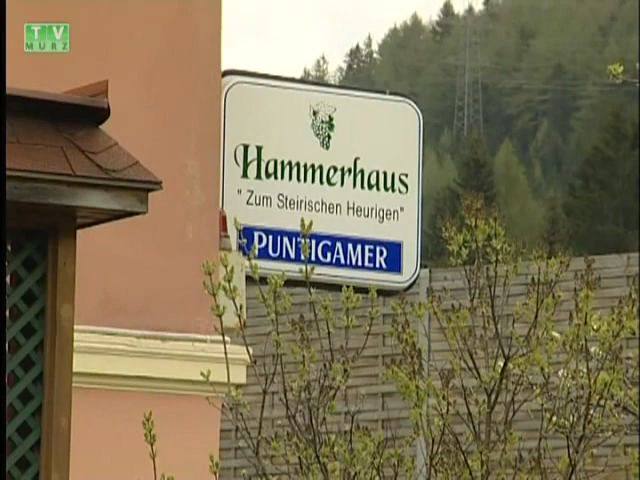 TV
MURZ
Hammerhaus
" Zum Steirischen Heurigen"
PUNTIGAMER